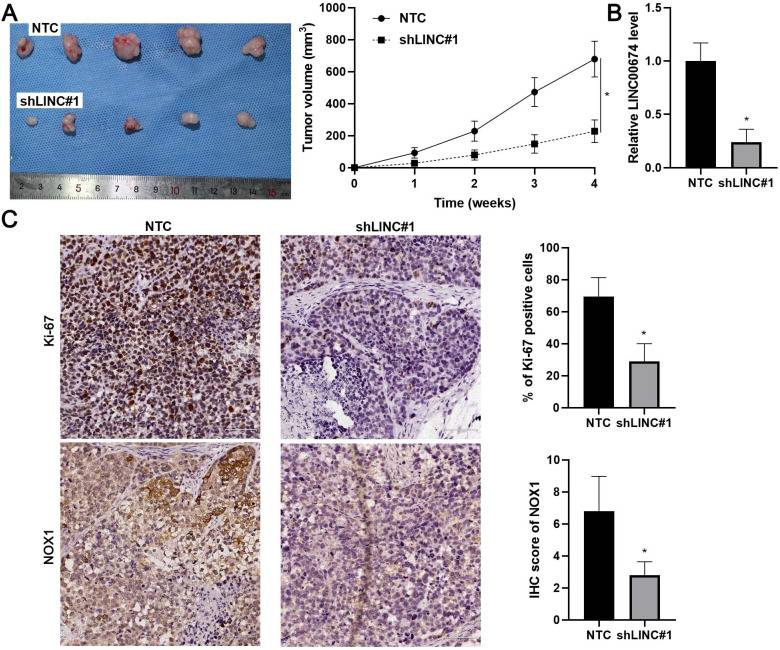 A
NTC
shLINC#1
2 3 4 5 6 7 8 9 10 11 12 13 14 15
Tumor volume (mm³)
1000
800
600
400
200
0
0 1 2 3 4
Time (weeks)
NTC
shLINC#1
*
B
Relative LINC00674 level
1.5
1.0
0.5
0.0
*
NTC shLINC#1
C
NTC shLINC#1
Ki-67
NOX1
% of Ki-67 positive cells
100
80
60
40
20
0
*
NTC shLINC#1
IHC score of NOX1
10
8
6
4
2
0
*
NTC shLINC#1